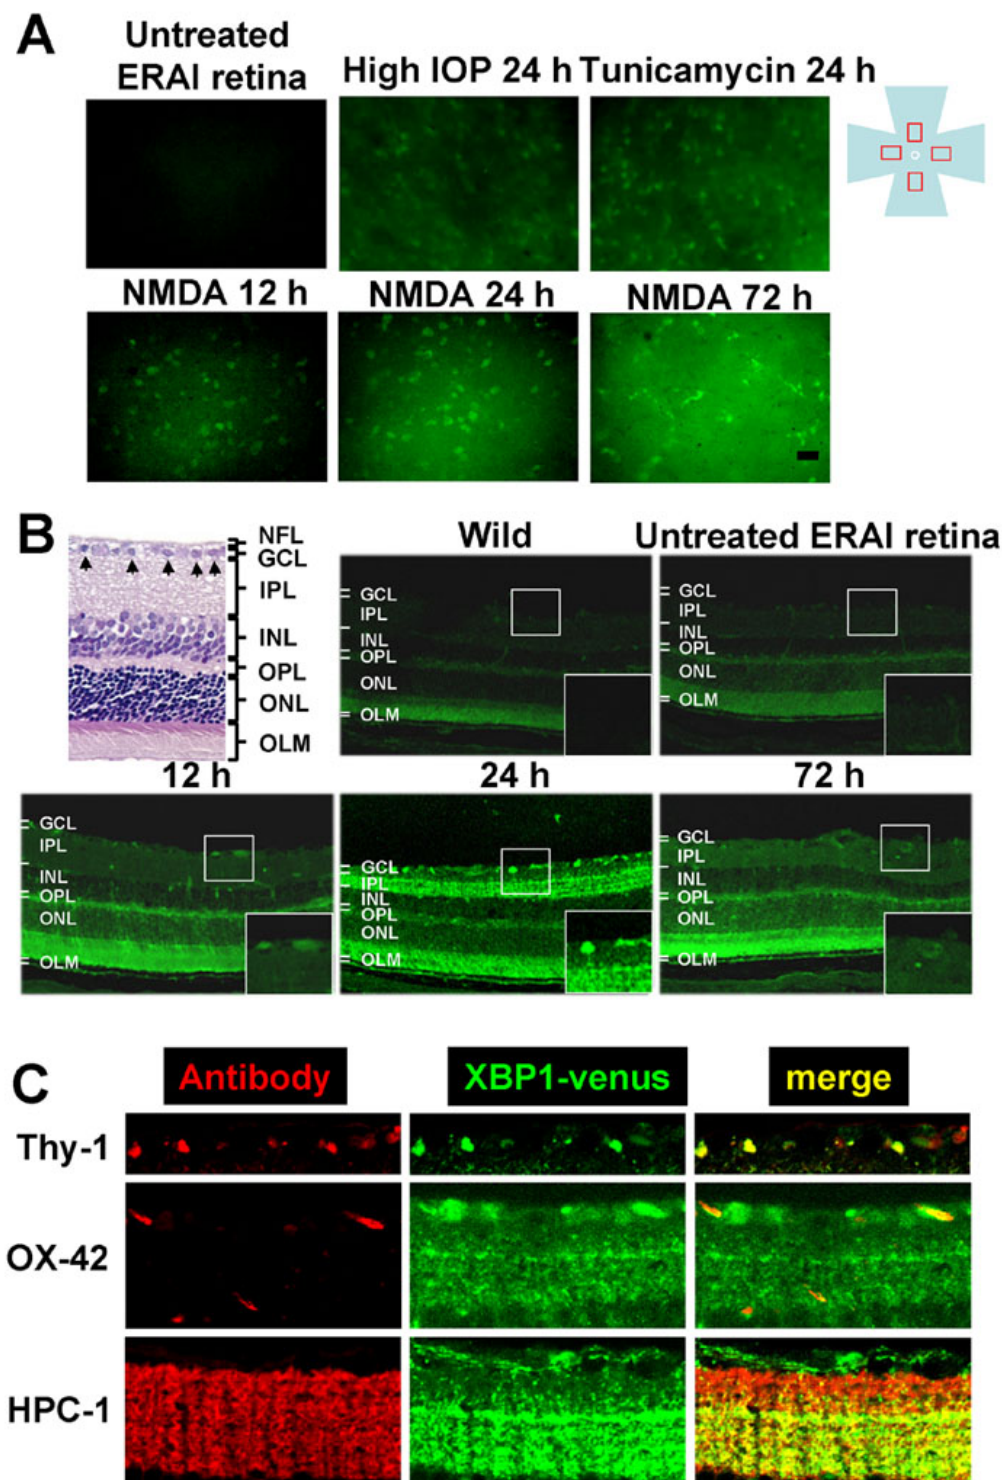 A
Untreated
ERAI retina
High IOP 24 h
Tunicamycin 24 h
NMDA 12 h
NMDA 24 h
NMDA 72 h
B
NFL
GCL
IPL
INL
OPL
ONL
OLM
Wild
GCL
IPL
INL
OPL
ONL
OLM
Untreated ERAI retina
GCL
IPL
INL
OPL
ONL
OLM
12 h
GCL
IPL
INL
OPL
ONL
OLM
24 h
GCL
IPL
INL
OPL
ONL
OLM
72 h
GCL
IPL
INL
OPL
ONL
OLM
C
Antibody
XBP1-venus
merge
Thy-1
OX-42
HPC-1